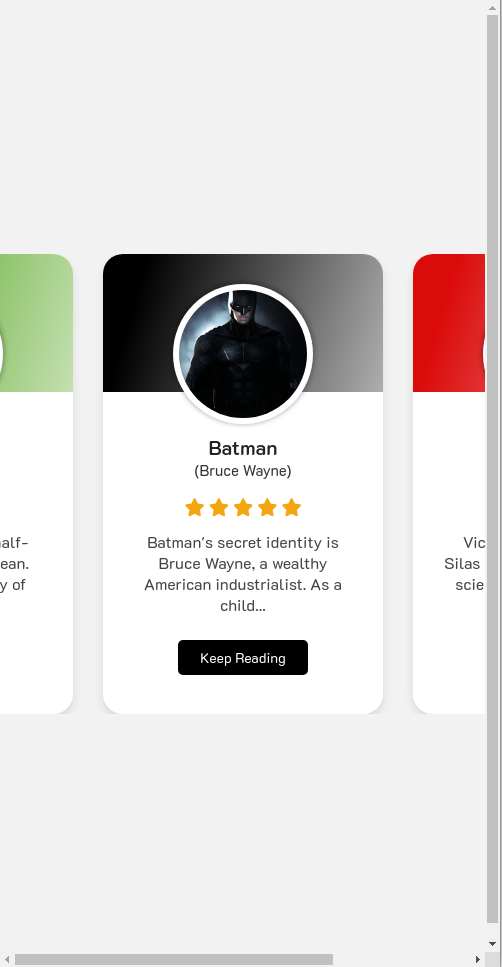 Batman
(Bruce Wayne)
half-
ean.
y of
Batman's secret identity is
Bruce Wayne, a wealthy
American industrialist. As a
child...
Keep Reading
Vic
Silas
scie